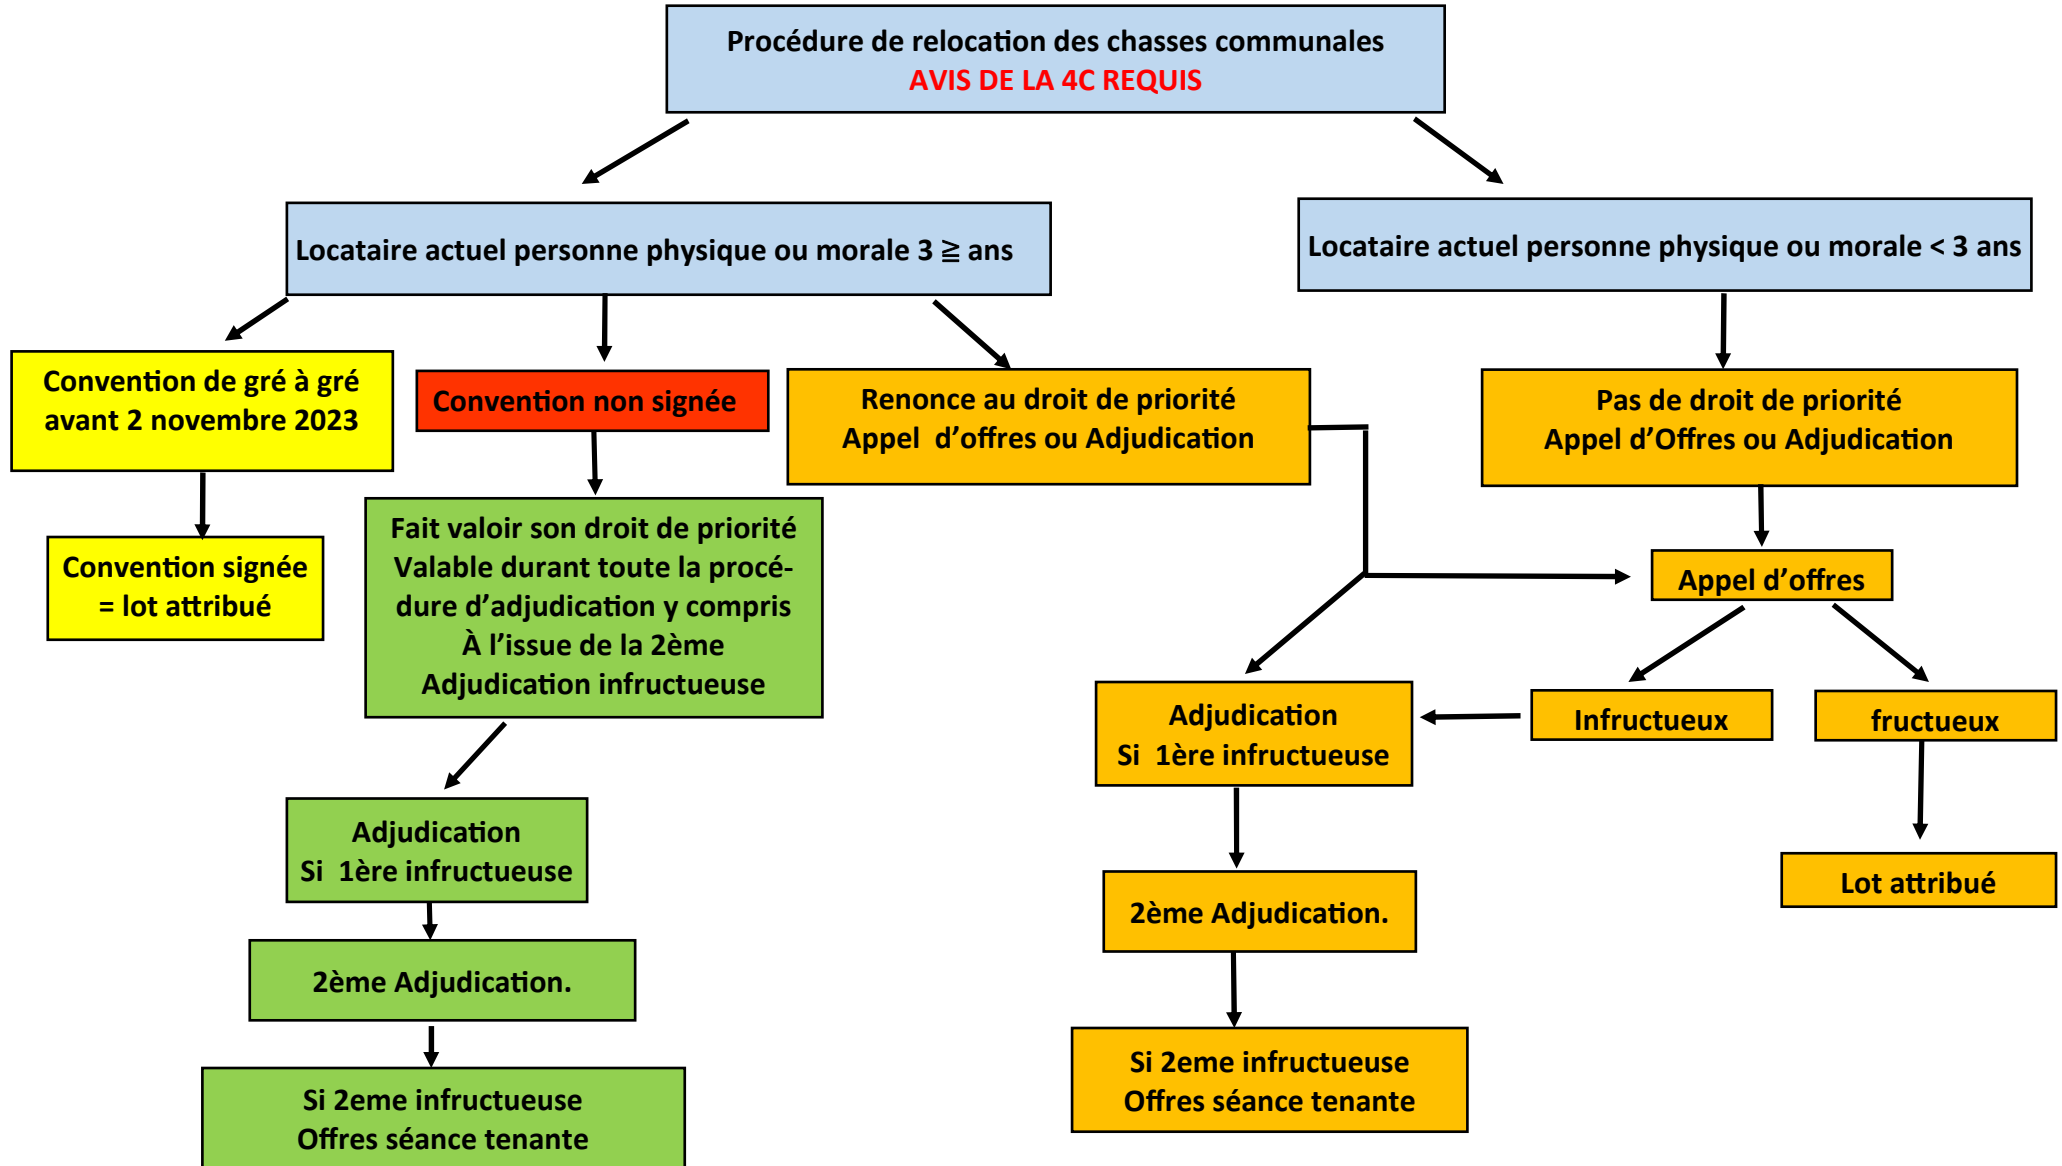 Procédure de relocation des chasses communales
AVIS DE LA 4C REQUIS
Locataire actuel personne physique ou morale 3 ≧ ans
Locataire actuel personne physique ou morale < 3 ans
Convention de gré à gré
avant 2 novembre 2023
Convention non signée
Renonce au droit de priorité
Appel  d’offres ou Adjudication
Pas de droit de priorité
Appel d’Offres ou Adjudication
Convention signée
= lot attribué
Fait valoir son droit de priorité
Valable durant toute la procé-
dure d’adjudication y compris
À l’issue de la 2ème
Adjudication infructueuse
Appel d’offres
Adjudication
Si  1ère infructueuse
Infructueux
fructueux
Adjudication
Si  1ère infructueuse
2ème Adjudication.
Lot attribué
2ème Adjudication.
Si 2eme infructueuse
Offres séance tenante
Si 2eme infructueuse
Offres séance tenante